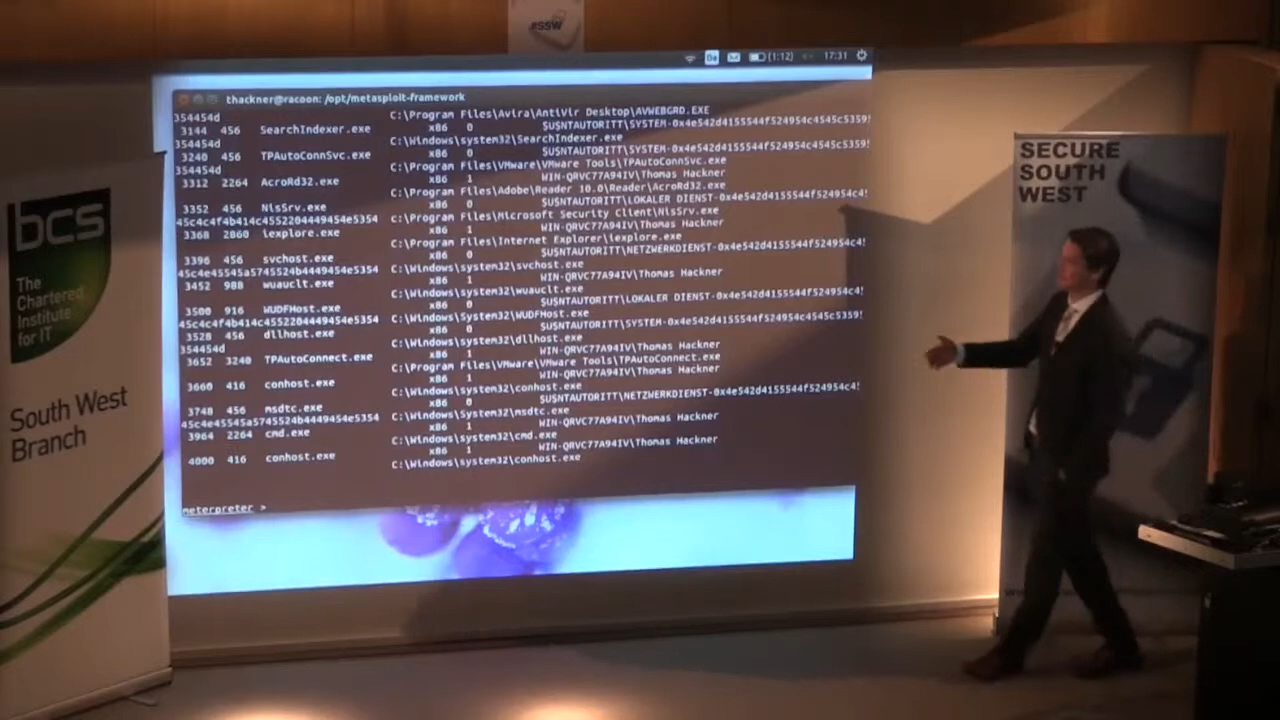 #SSW
(1:12) 17:31
thackner@racoon: /opt/metasploit-framework
C:\Program Files\Avira\AntiVir Desktop\AVWEBGRD.EXE
354454d
x86 0 $U$NTAUTORITT\SYSTEM-0x4e542d4155544f524954c4545c5359!
3144 456 SearchIndexer.exe
C:\Windows\system32\SearchIndexer.exe
354454d
x86 0 $U$NTAUTORITT\SYSTEM-0x4e542d4155544f524954c4545c5359!
3240 456 TPAutoConnSvc.exe
C:\Program Files\VMware\VMware Tools\TPAutoConnSvc.exe
354454d
x86 1 WIN-QRVC77A94IV\Thomas Hackner
3312 2264 AcroRd32.exe
C:\Program Files\Adobe\Reader 10.0\Reader\AcroRd32.exe
x86 0 $U$NTAUTORITT\LOKALER DIENST-0x4e542d4155544f524954c4!
3352 456 NisSrv.exe
C:\Program Files\Microsoft Security Client\NisSrv.exe
45c4c4f4b414c4552204449454e5354
x86 1 WIN-QRVC77A94IV\Thomas Hackner
3368 2860 iexplore.exe
C:\Program Files\Internet Explorer\iexplore.exe
x86 0 $U$NTAUTORITT\NETZWERKDIENST-0x4e542d4155544f524954c4!
3396 456 svchost.exe
C:\Windows\system32\svchost.exe
45c4e45545a5745524b4449454e5354
x86 1 WIN-QRVC77A94IV\Thomas Hackner
3452 988 wuauclt.exe
C:\Windows\system32\wuauclt.exe
x86 0 $U$NTAUTORITT\LOKALER DIENST-0x4e542d4155544f524954c4!
3500 916 WUDFHost.exe
C:\Windows\system32\WUDFHost.exe
45c4c4f4b414c4552204449454e5354
x86 0 $U$NTAUTORITT\SYSTEM-0x4e542d4155544f524954c4545c5359!
3528 456 dllhost.exe
C:\Windows\system32\dllhost.exe
354454d
x86 1 WIN-QRVC77A94IV\Thomas Hackner
3652 3240 TPAutoConnect.exe
C:\Program Files\VMware\VMware Tools\TPAutoConnect.exe
x86 1 WIN-QRVC77A94IV\Thomas Hackner
3660 416 conhost.exe
C:\Windows\system32\conhost.exe
x86 0 $U$NTAUTORITT\NETZWERKDIENST-0x4e542d4155544f524954c4!
3748 456 msdtc.exe
C:\Windows\system32\msdtc.exe
45c4e45545a5745524b4449454e5354
x86 1 WIN-QRVC77A94IV\Thomas Hackner
3964 2264 cmd.exe
C:\Windows\system32\cmd.exe
x86 1 WIN-QRVC77A94IV\Thomas Hackner
4000 416 conhost.exe
C:\Windows\system32\conhost.exe
meterpreter >
bcs
The
Chartered
Institute
for IT
South West
Branch
SECURE
SOUTH
WEST